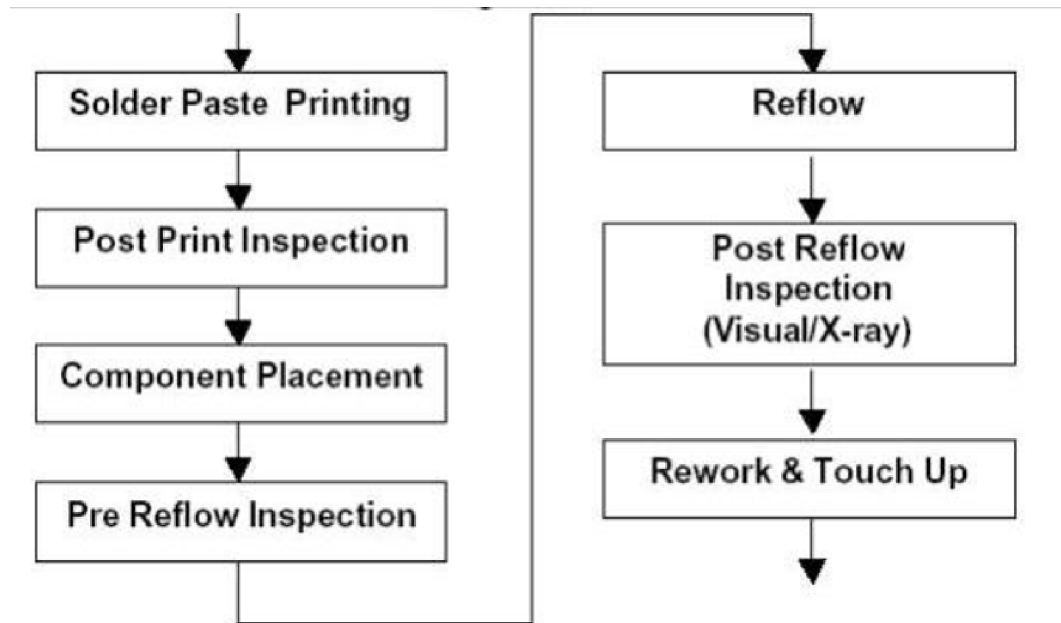 Solder Paste Printing
Post Print Inspection
Component Placement
Pre Reflow Inspection
Reflow
Post Reflow
Inspection
(Visual/X-ray)
Rework & Touch Up